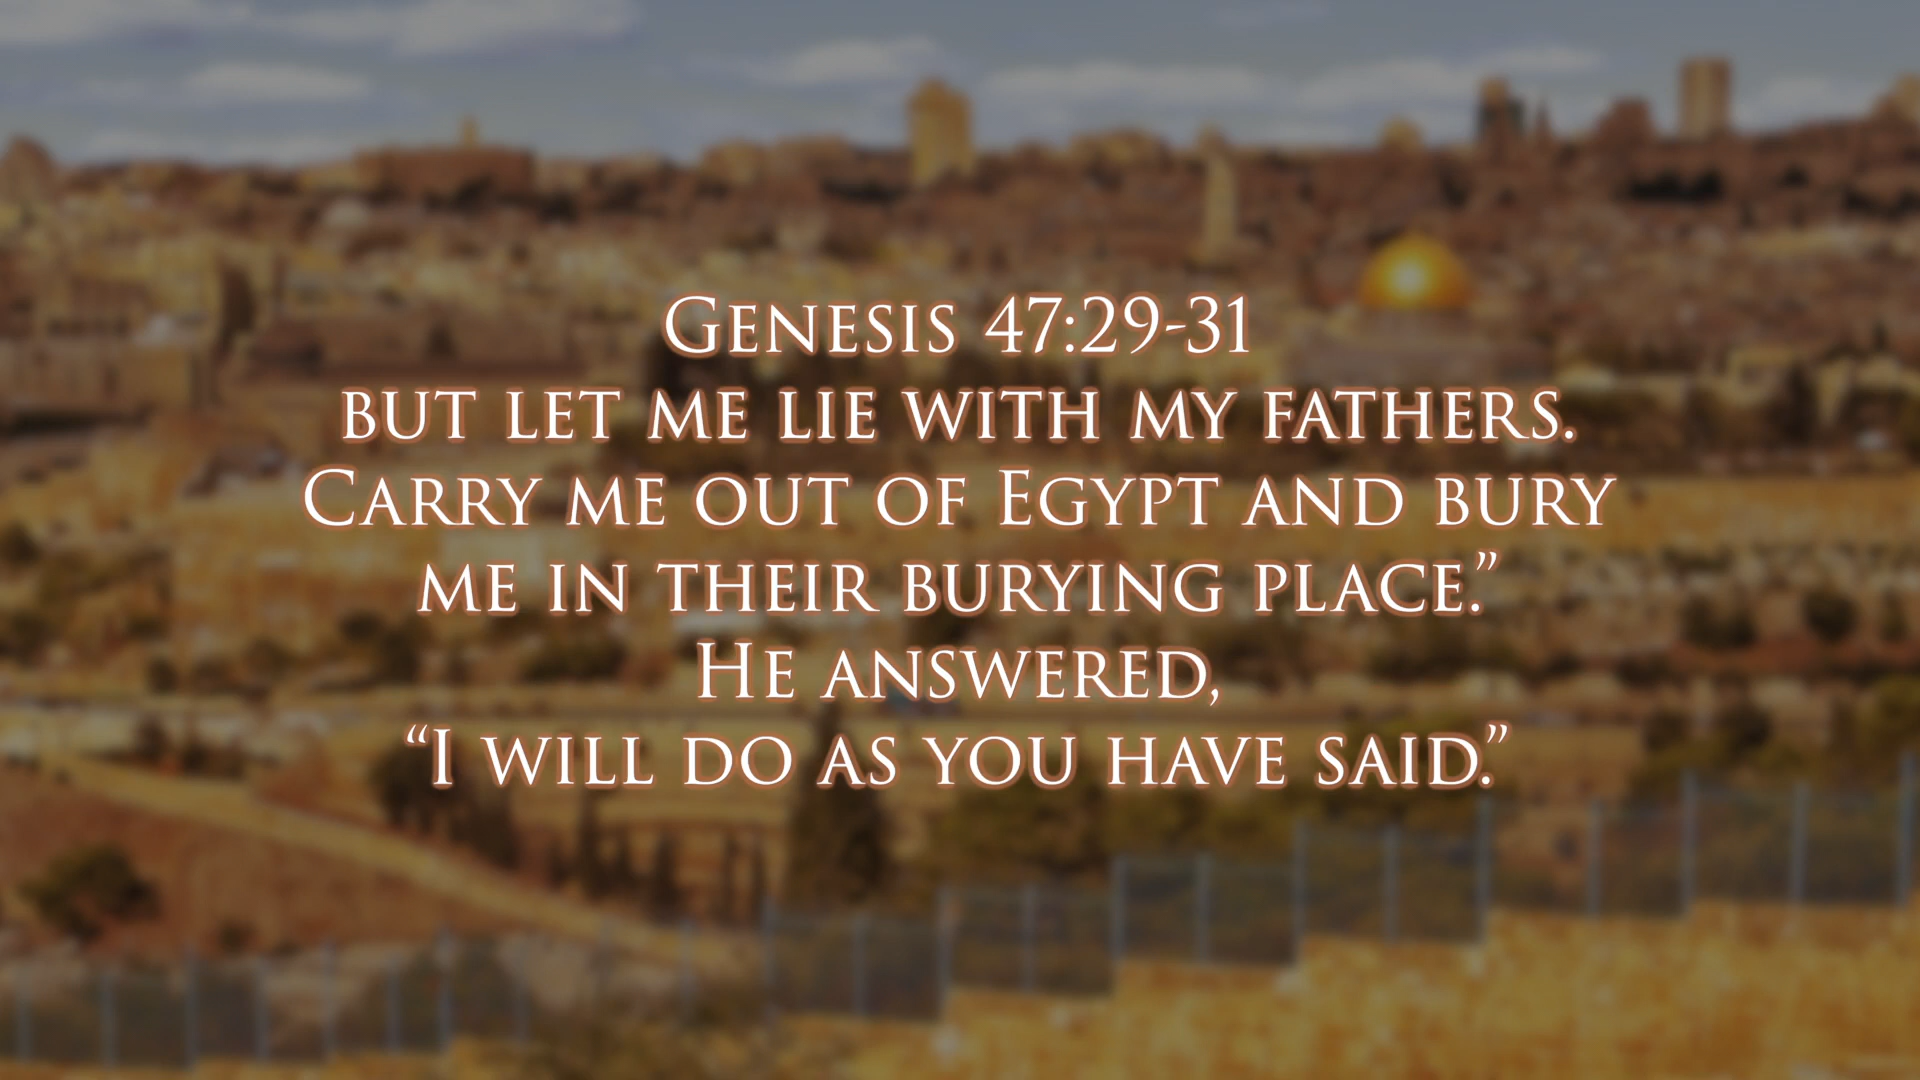 Genesis 47:29-31
but let me lie with my fathers.
Carry me out of Egypt and bury
me in their burying place.”
He answered,
“I will do as you have said.”